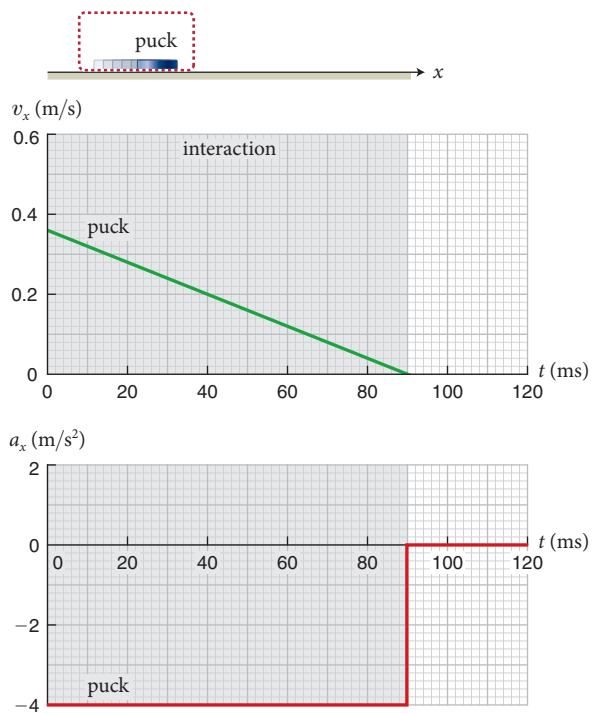 puck
x
v_x (m/s)
0.6
interaction
0.4
puck
0.2
0
t (ms)
0 20 40 60 80 100 120
a_x (m/s²)
2
0
t (ms)
0 20 40 60 80 100 120
−2
puck
−4